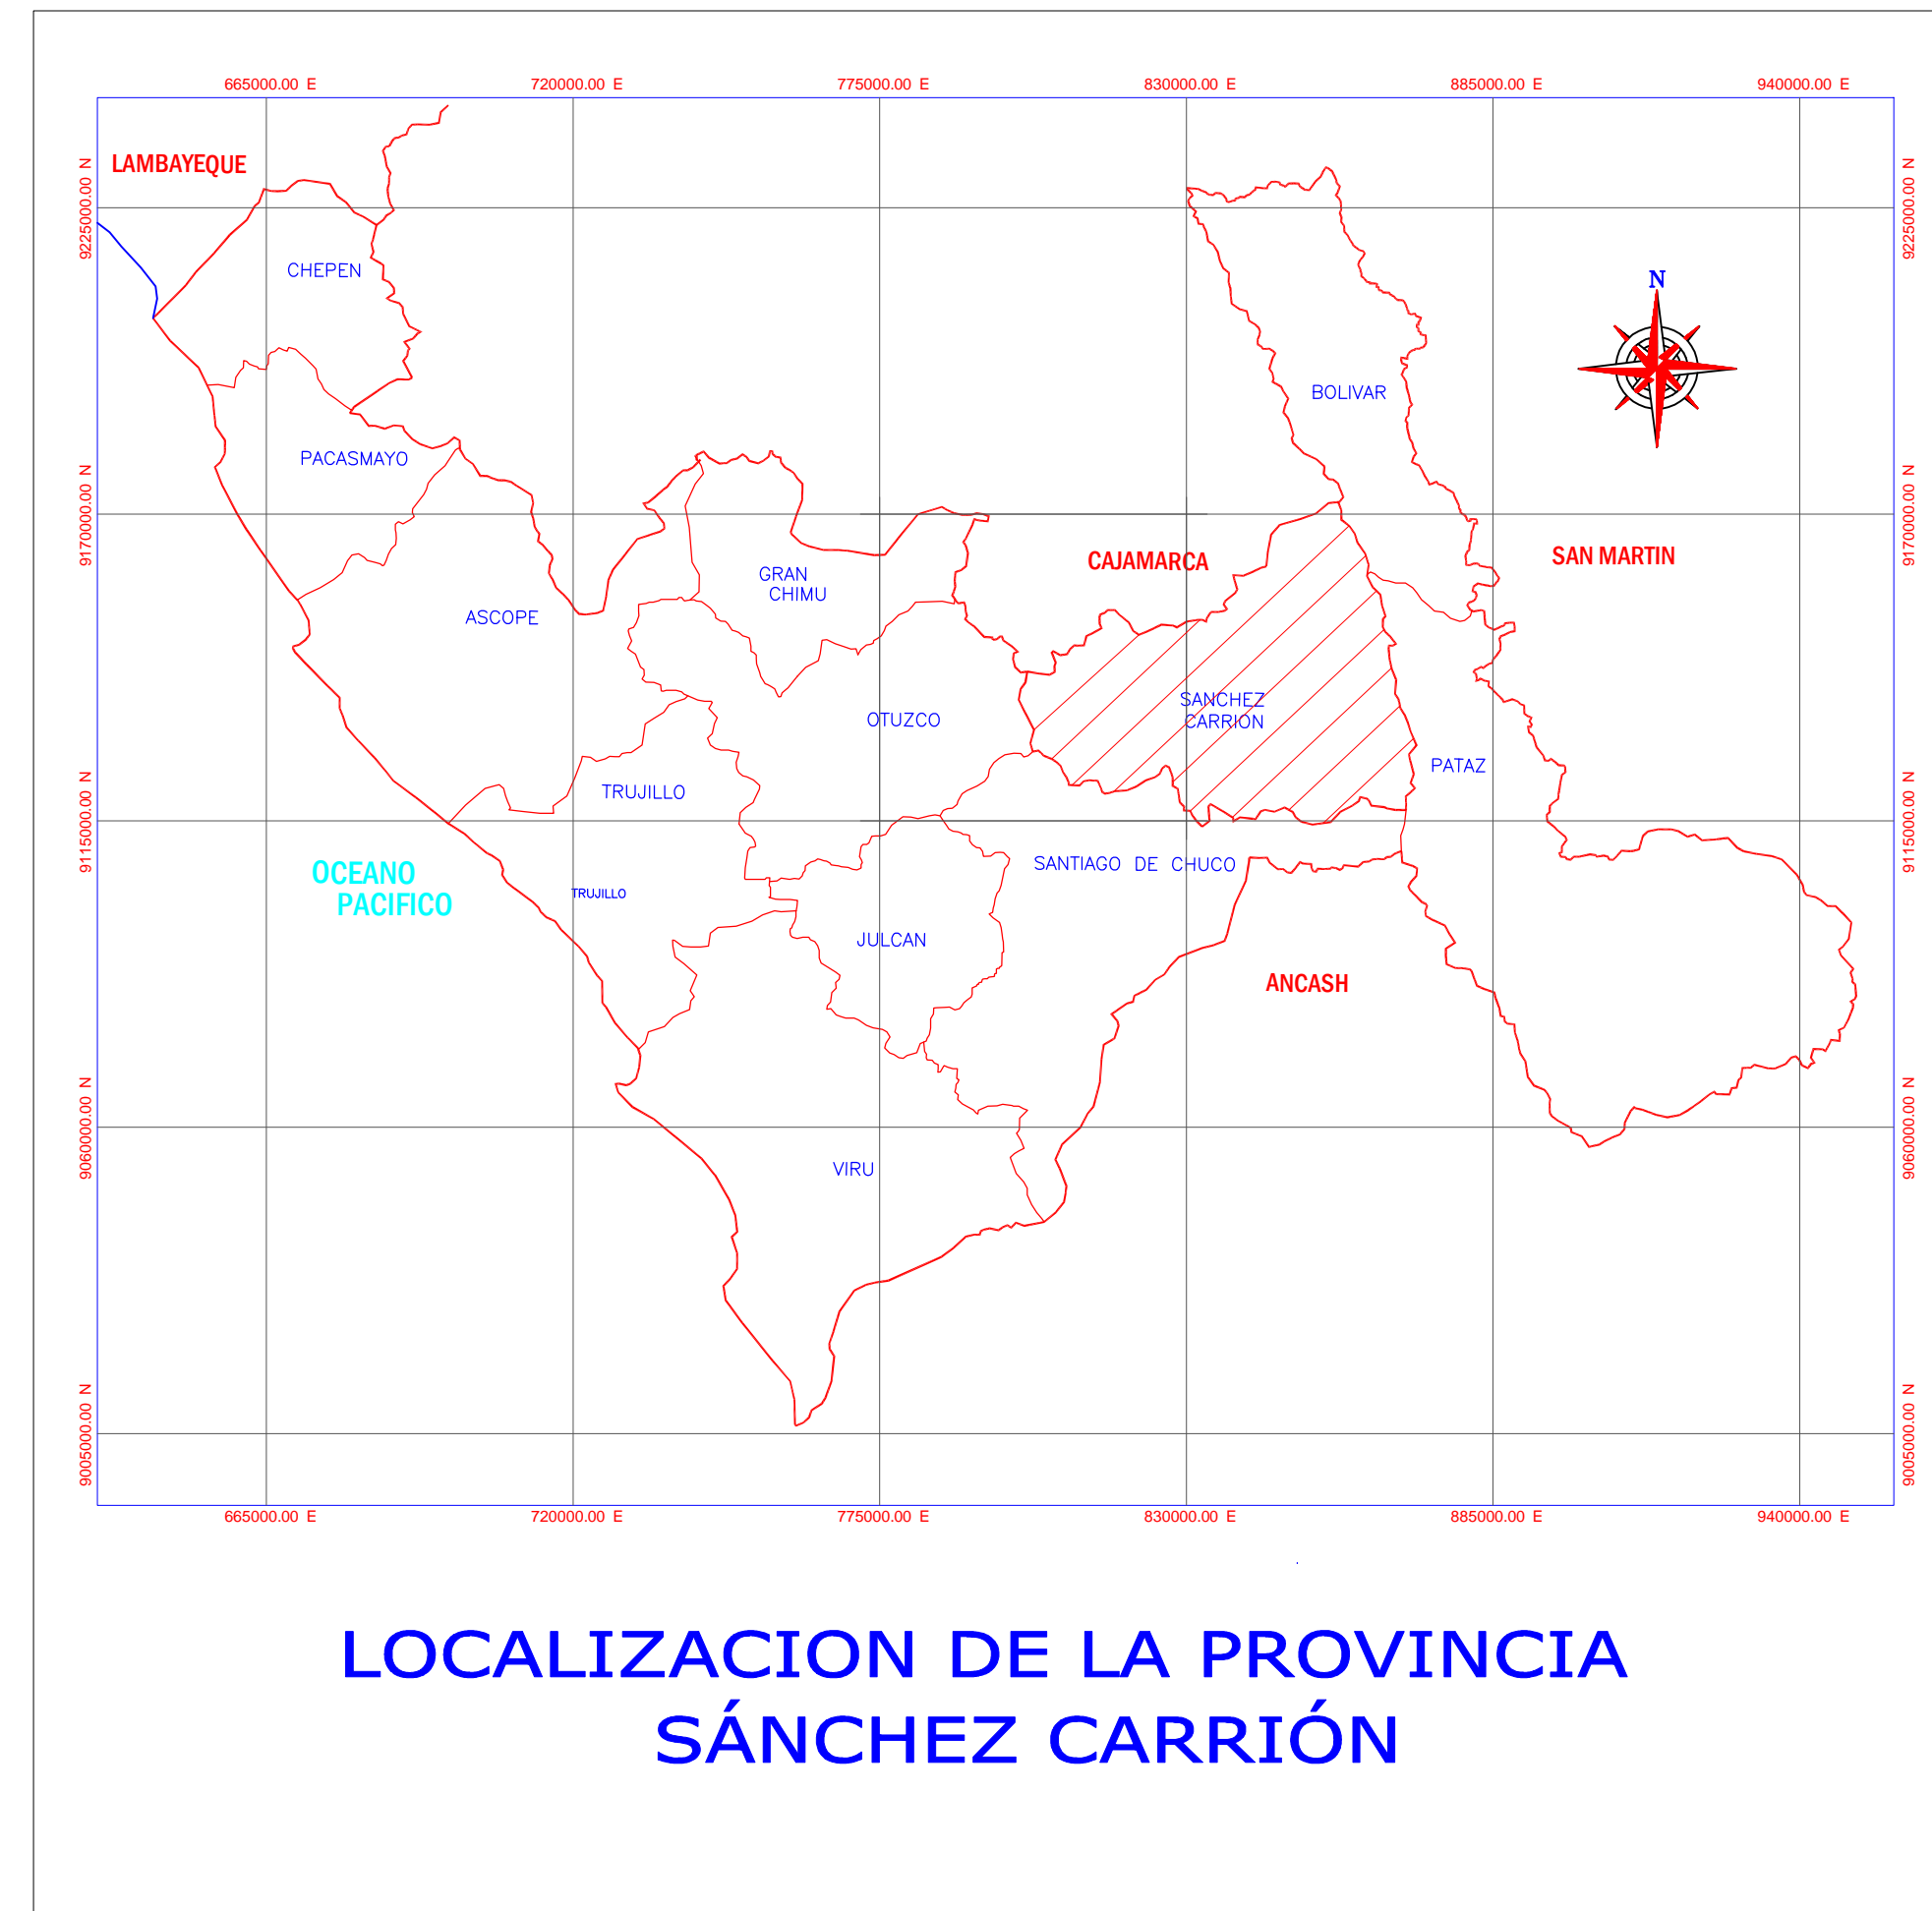 665000.00 E 720000.00 E 775000.00 E 830000.00 E 885000.00 E 940000.00 E
LAMBAYEQUE
9225000.00 N
9225000.00 N
CHEPEN
N
BOLIVAR
PACASMAYO
9170000.00 N
9170000.00 N
CAJAMARCA
SAN MARTIN
GRAN
CHIMU
ASCOPE
SANCHEZ
CARRION
OTUZCO
PATAZ
TRUJILLO
9115000.00 N
9115000.00 N
SANTIAGO DE CHUCO
OCEANO
PACIFICO
TRUJILLO
JULCAN
ANCASH
9060000.00 N
9060000.00 N
VIRU
9005000.00 N
9005000.00 N
665000.00 E 720000.00 E 775000.00 E 830000.00 E 885000.00 E 940000.00 E
LOCALIZACION DE LA PROVINCIA
SÁNCHEZ CARRIÓN